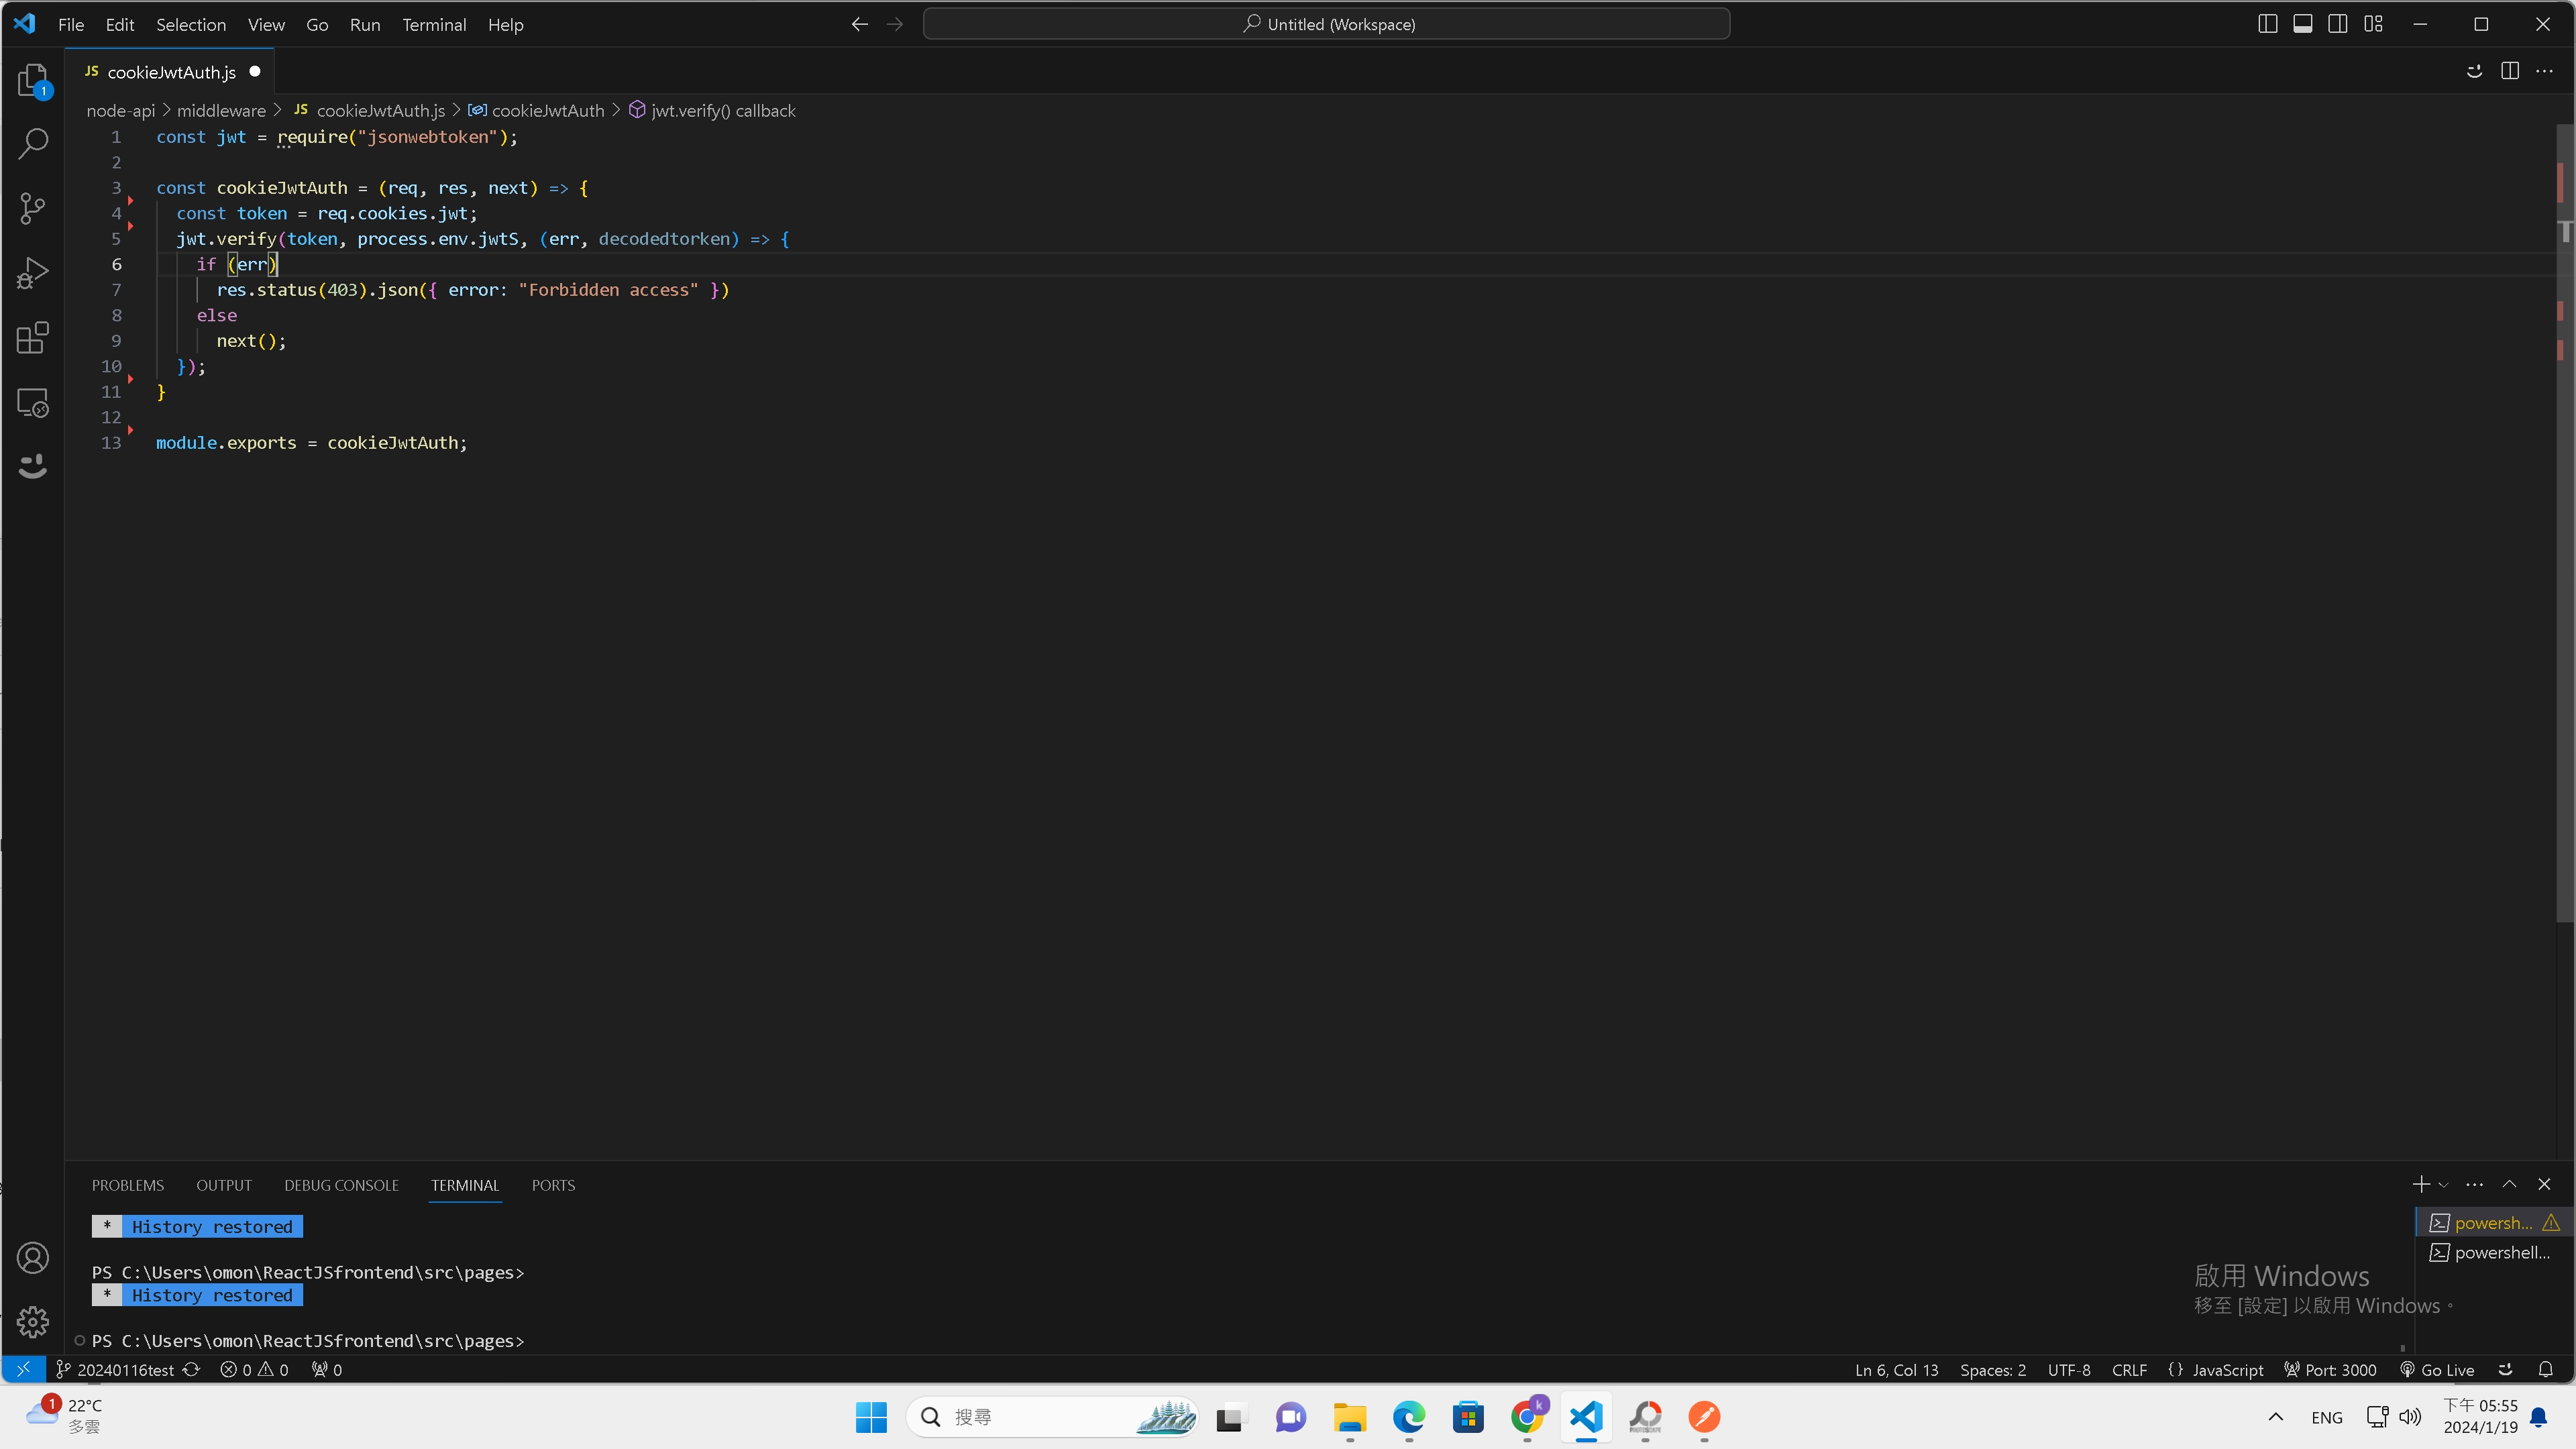 File Edit Selection View Go Run Terminal Help
Untitled (Workspace)
JS cookieJwtAuth.js
1
node-api > middleware > JS cookieJwtAuth.js > cookieJwtAuth > jwt.verify() callback
1 const jwt = require("jsonwebtoken");
2
3 const cookieJwtAuth = (req, res, next) => {
4 const token = req.cookies.jwt;
5 jwt.verify(token, process.env.jwtS, (err, decodedtorken) => {
6 if (err)
7 res.status(403).json({ error: "Forbidden access" })
8 else
9 next();
10 });
11 }
12
13 module.exports = cookieJwtAuth;
PROBLEMS OUTPUT DEBUG CONSOLE TERMINAL PORTS
* History restored
PS C:\Users\omon\ReactJSfrontend\src\pages>
* History restored
PS C:\Users\omon\ReactJSfrontend\src\pages>
powersh...
powershell...
啟用 Windows
移至 [設定] 以啟用 Windows。
20240116test 0 0 0
Ln 6, Col 13 Spaces: 2 UTF-8 CRLF {} JavaScript Port: 3000 Go Live
1 22°C
多雲
搜尋
k
ENG
下午 05:55
2024/1/19